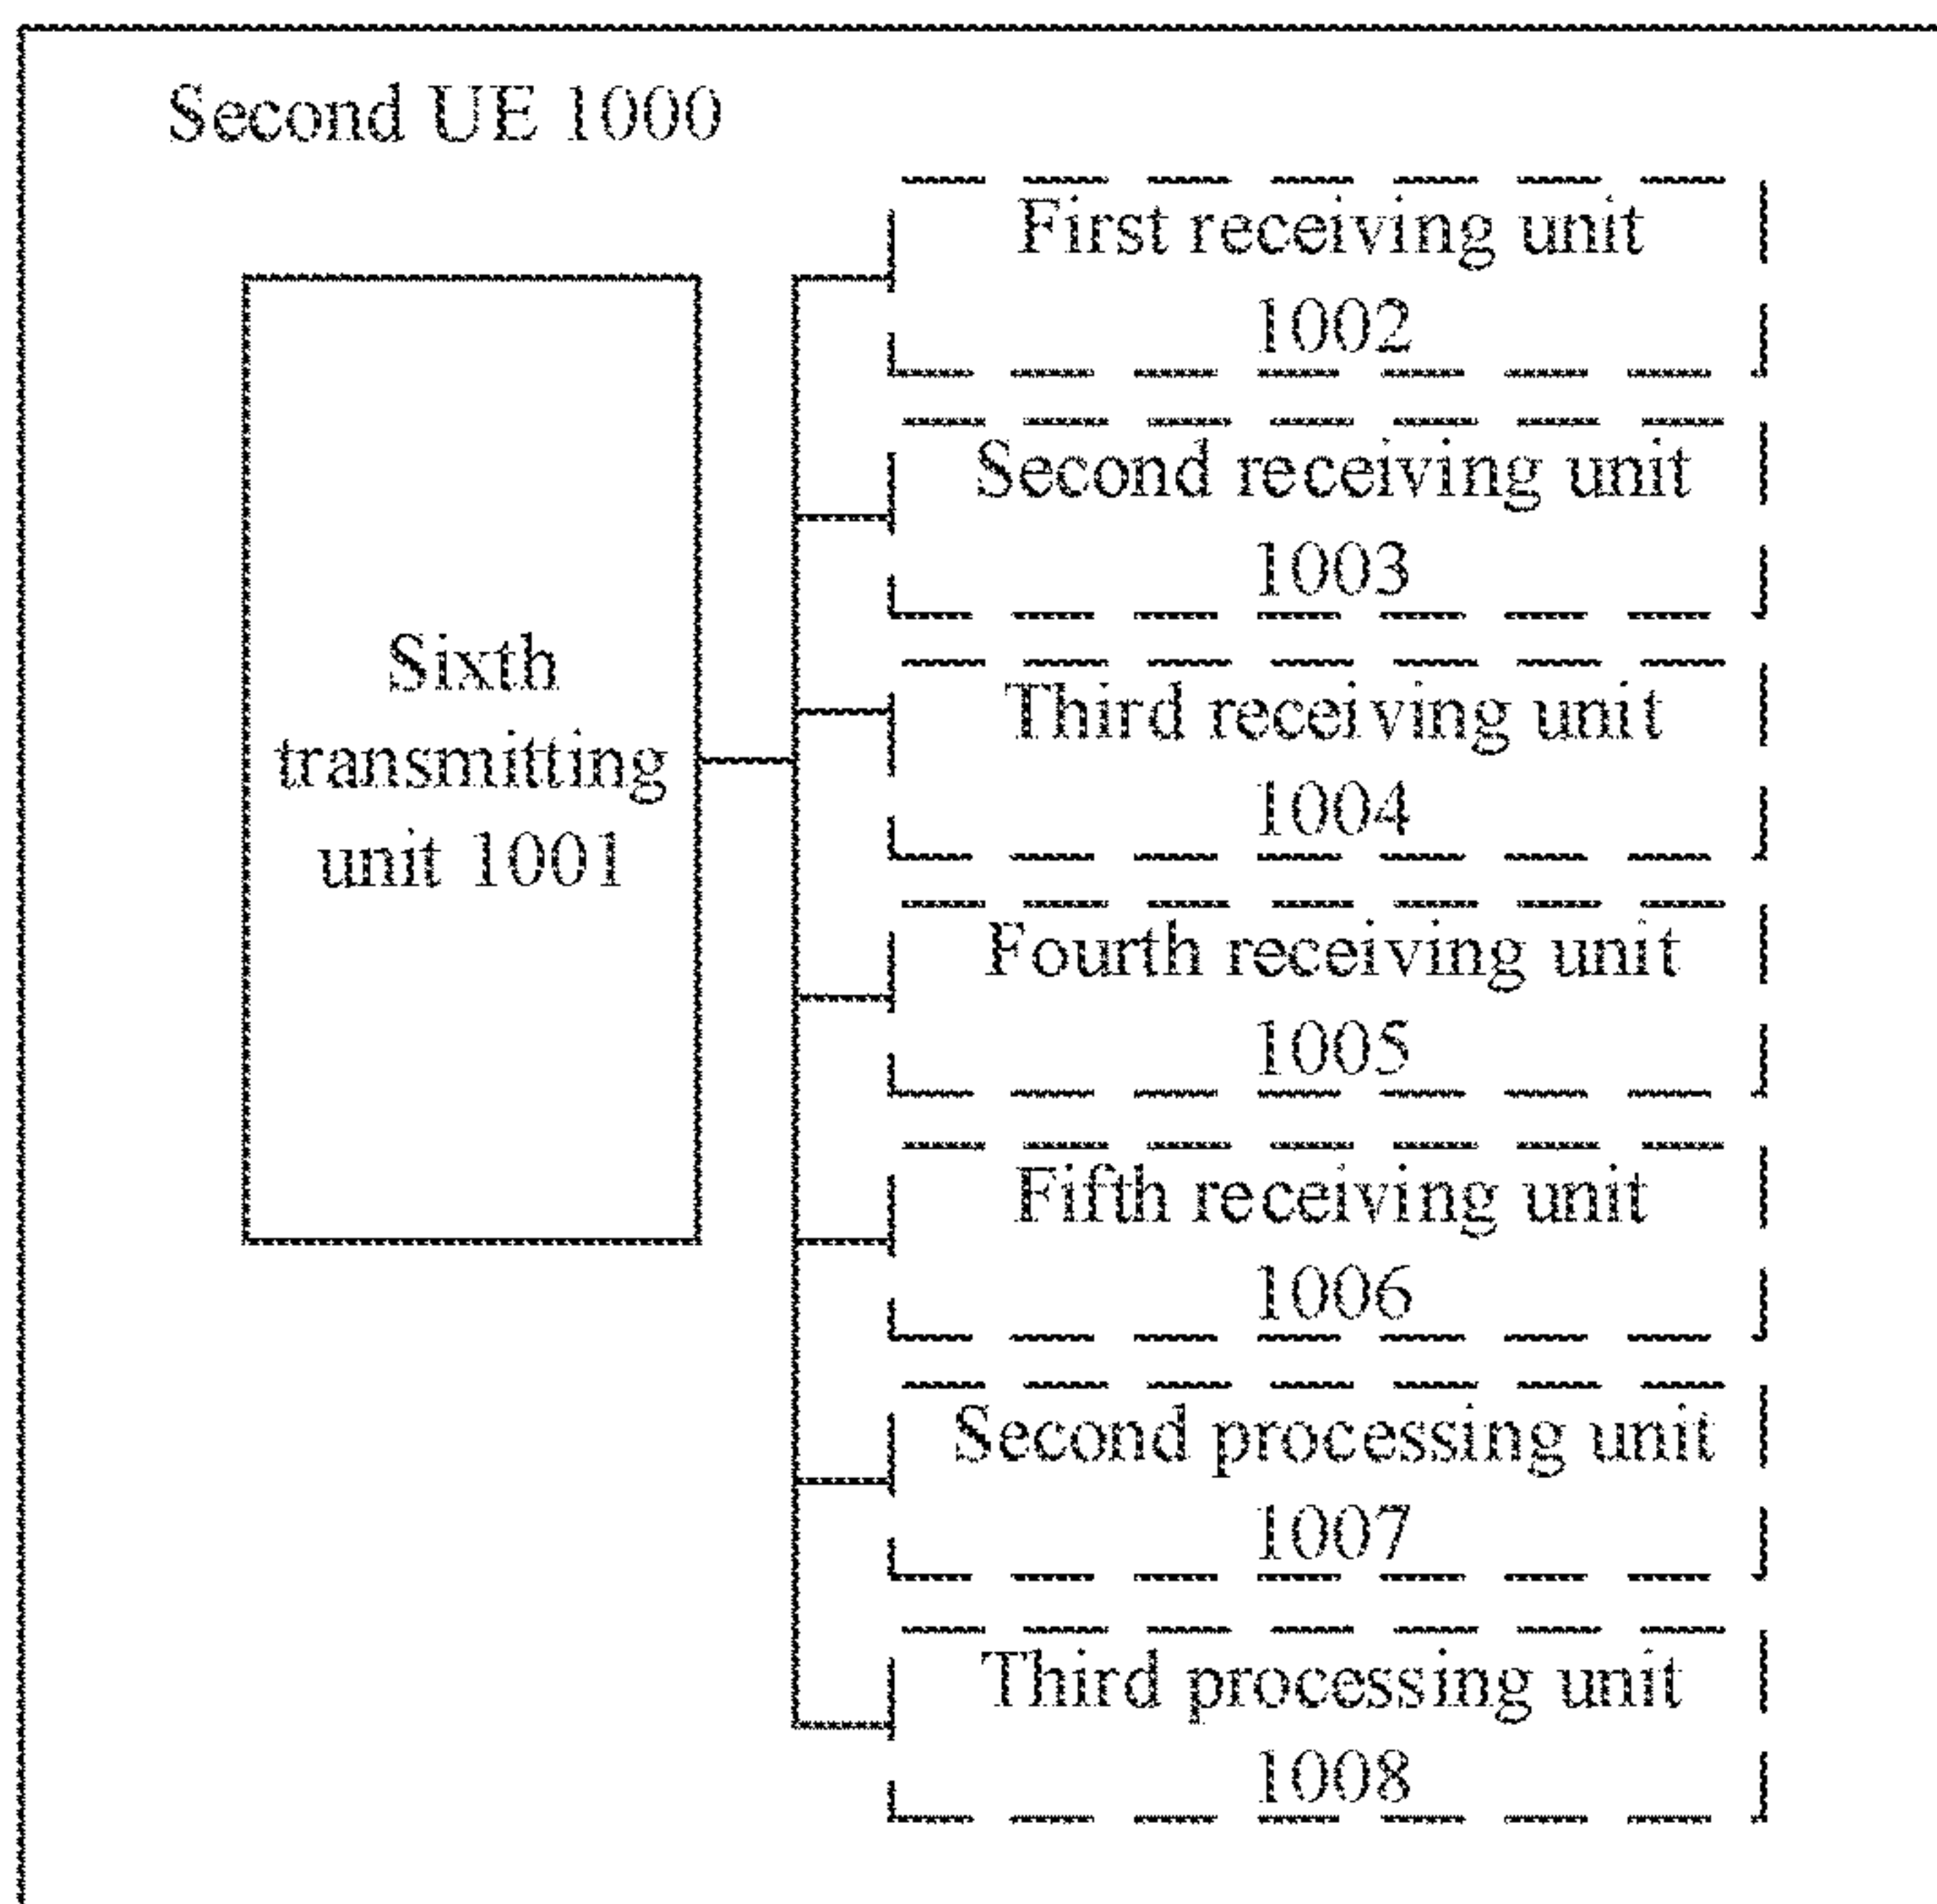 Second UE 1000
Sixth
transmitting
unit 1001
First receiving unit
1002
Second receiving unit
1003
Third receiving unit
1004
Fourth receiving unit
1005
Fifth receiving unit
1006
Second processing unit
1007
Third processing unit
1008